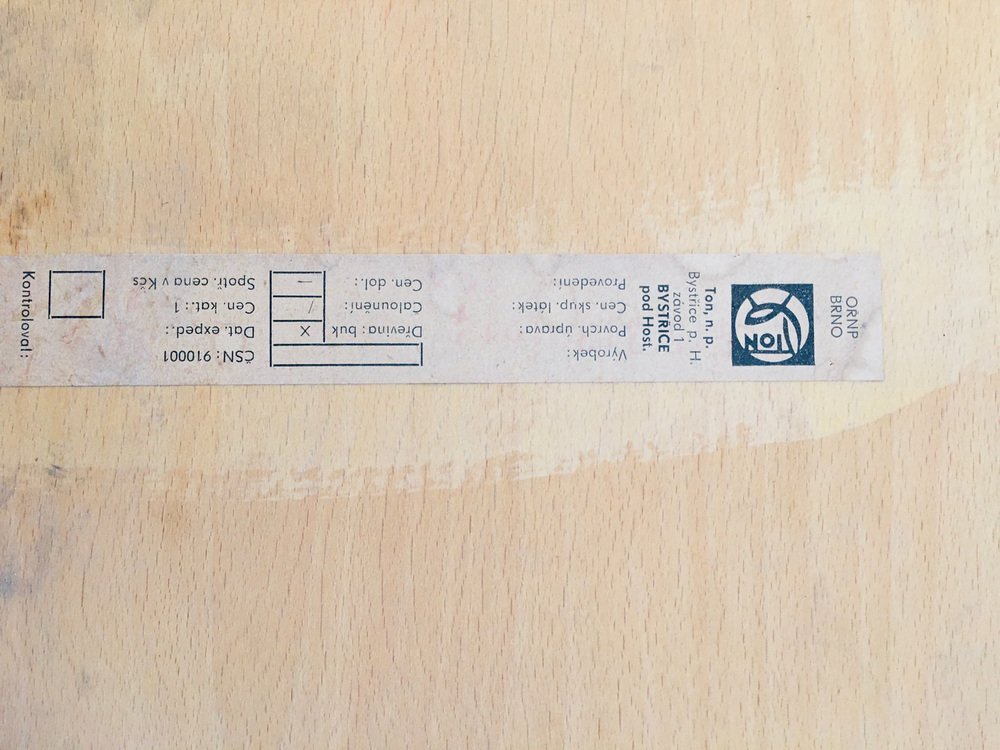 ORNP
BRNO
TON
Ton, n. p.
Bystřice p. H.
závod 1
BYSTŘICE
pod Host.
Výrobek:
Povrch. úprava:
Cen. skup. látek:
Provedení:
Dřevina: buk X
Čalounění: /
Cen. dol.: —
ČSN: 910001
Dat. exped.:
Cen. kat.: 1
Spotř. cena v Kčs
Kontroloval: